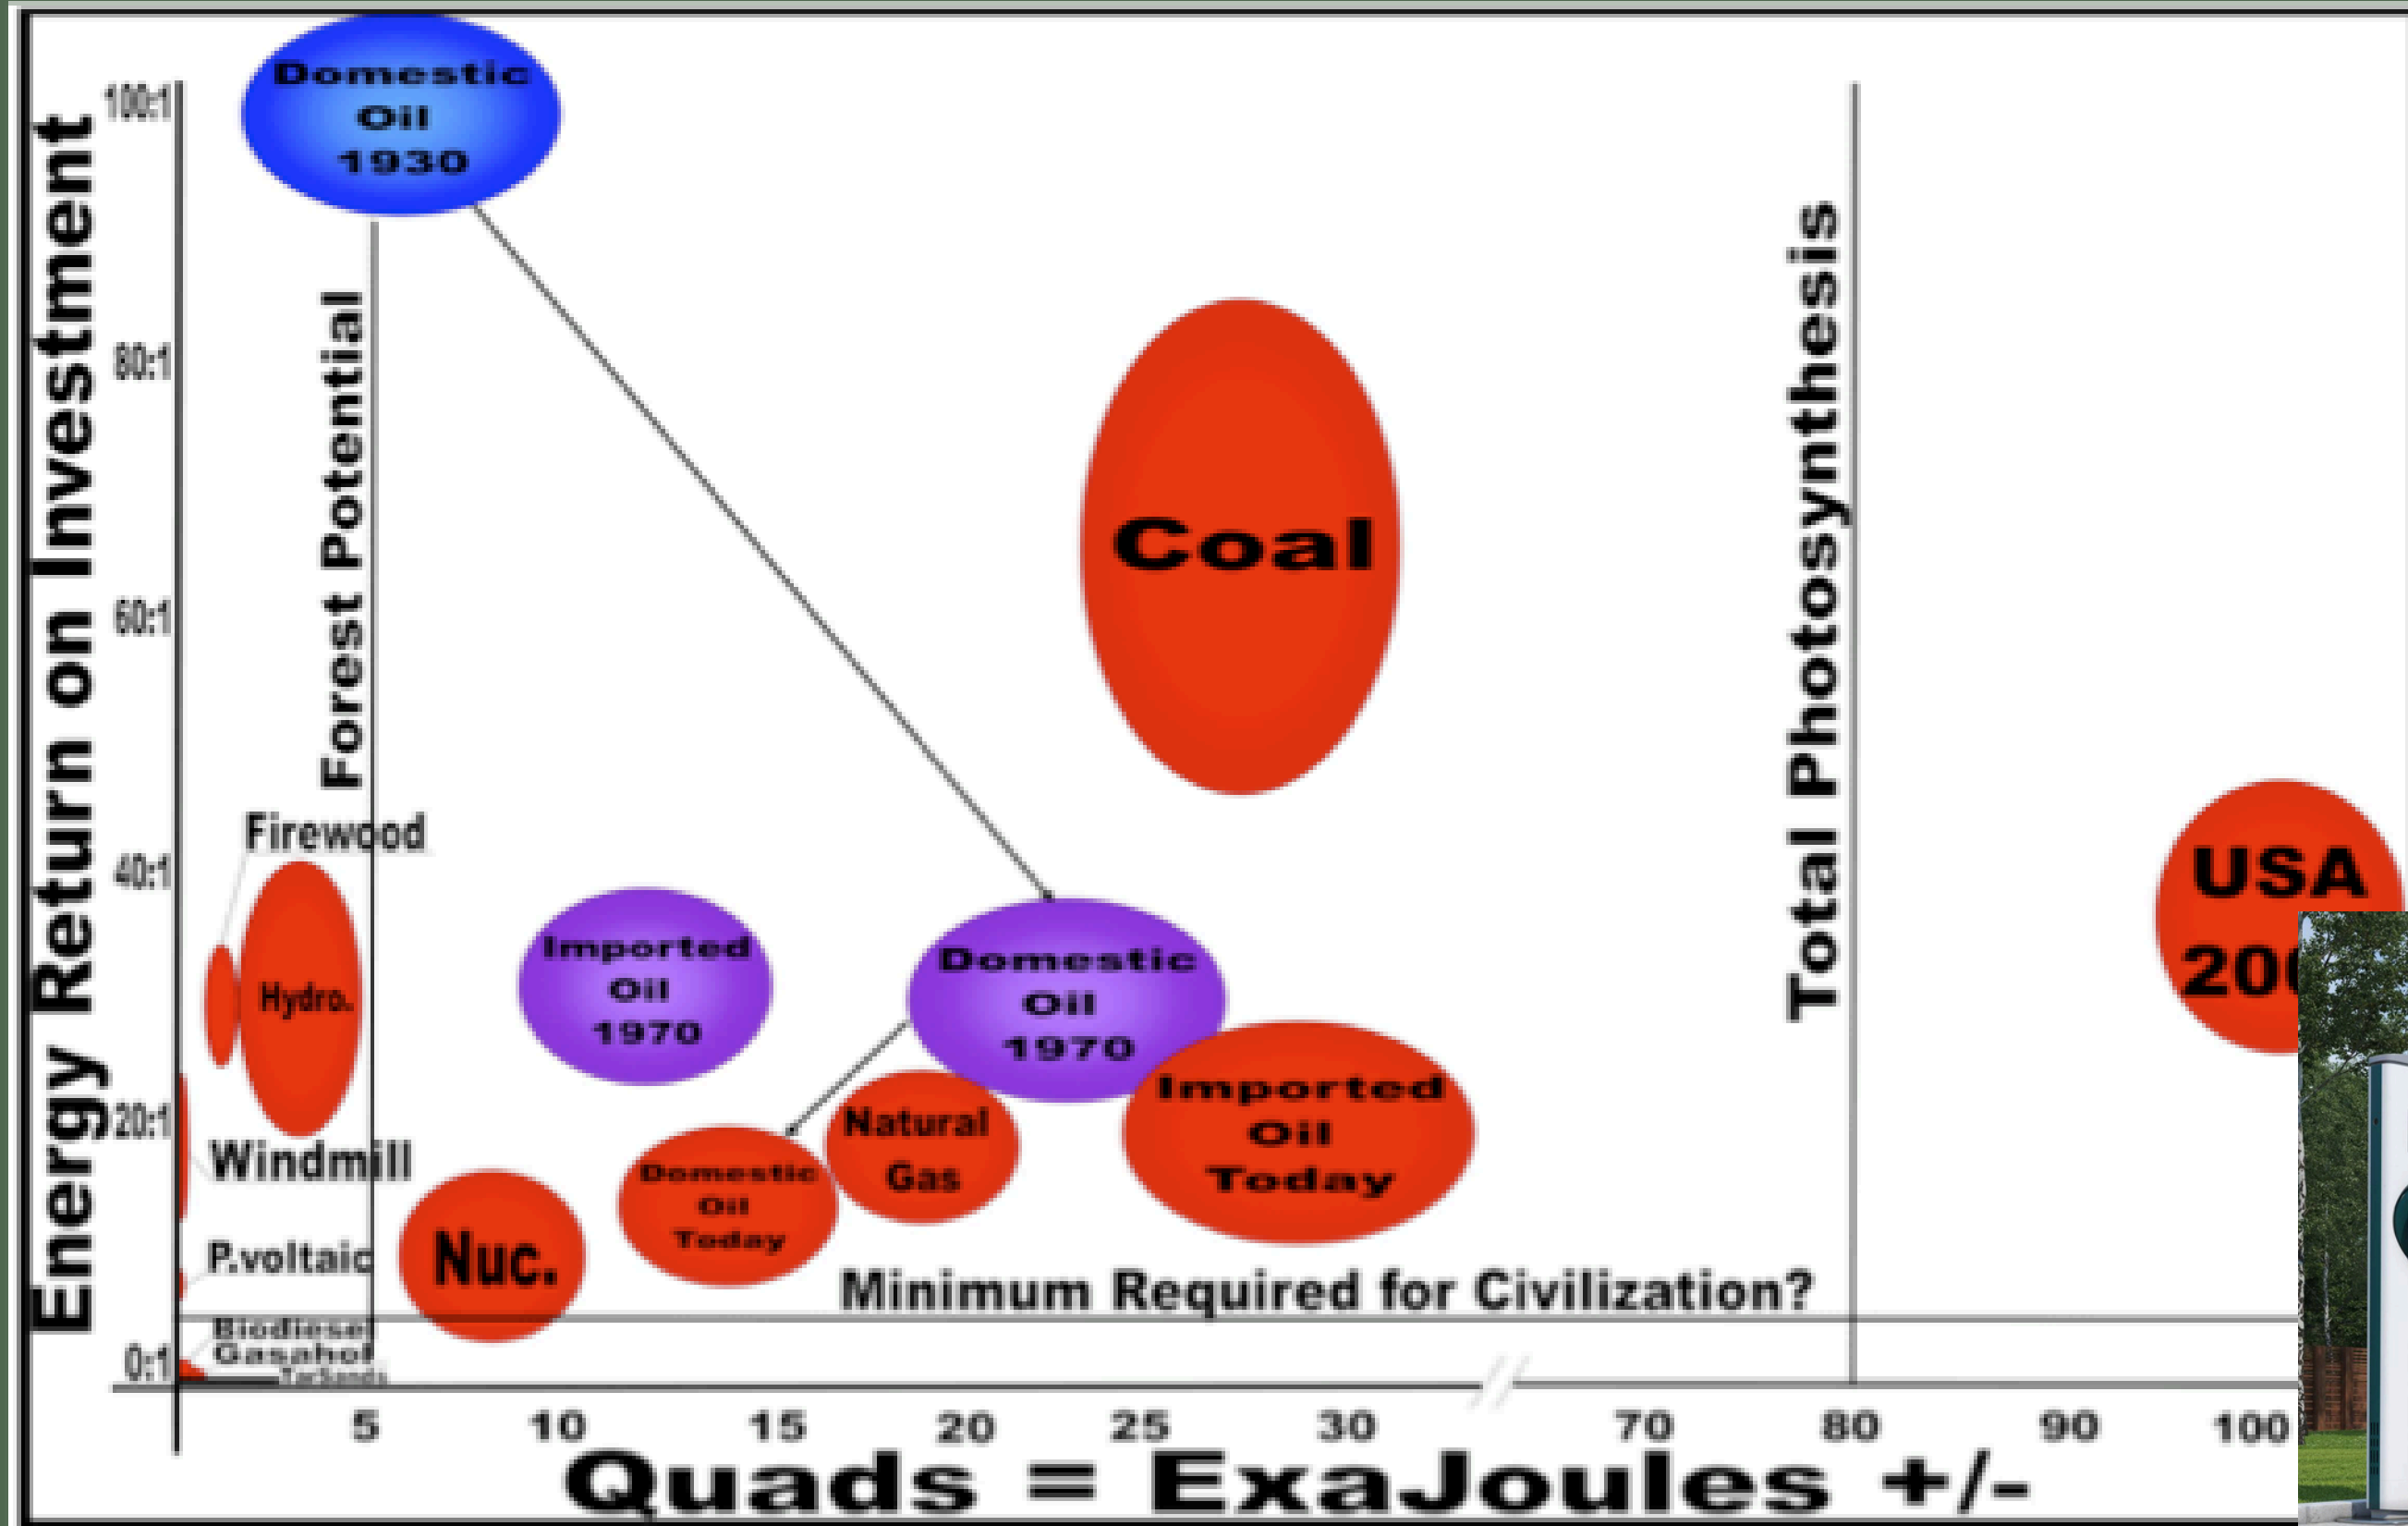 Energy Return on Investment
100:1
80:1
60:1
40:1
20:1
0:1
Domestic
Oil
1930
Forest Potential
Coal
Total Photosynthesis
Firewood
Hydro.
Imported
Oil
1970
Domestic
Oil
1970
USA
Windmill
Natural
Gas
Imported
Oil
Today
Domestic
Oil
Today
P.voltaic
Nuc.
Minimum Required for Civilization?
Biodiesel
Gasahol
TarSands
5 10 15 20 25 30 70 80 90 100
Quads = ExaJoules +/-